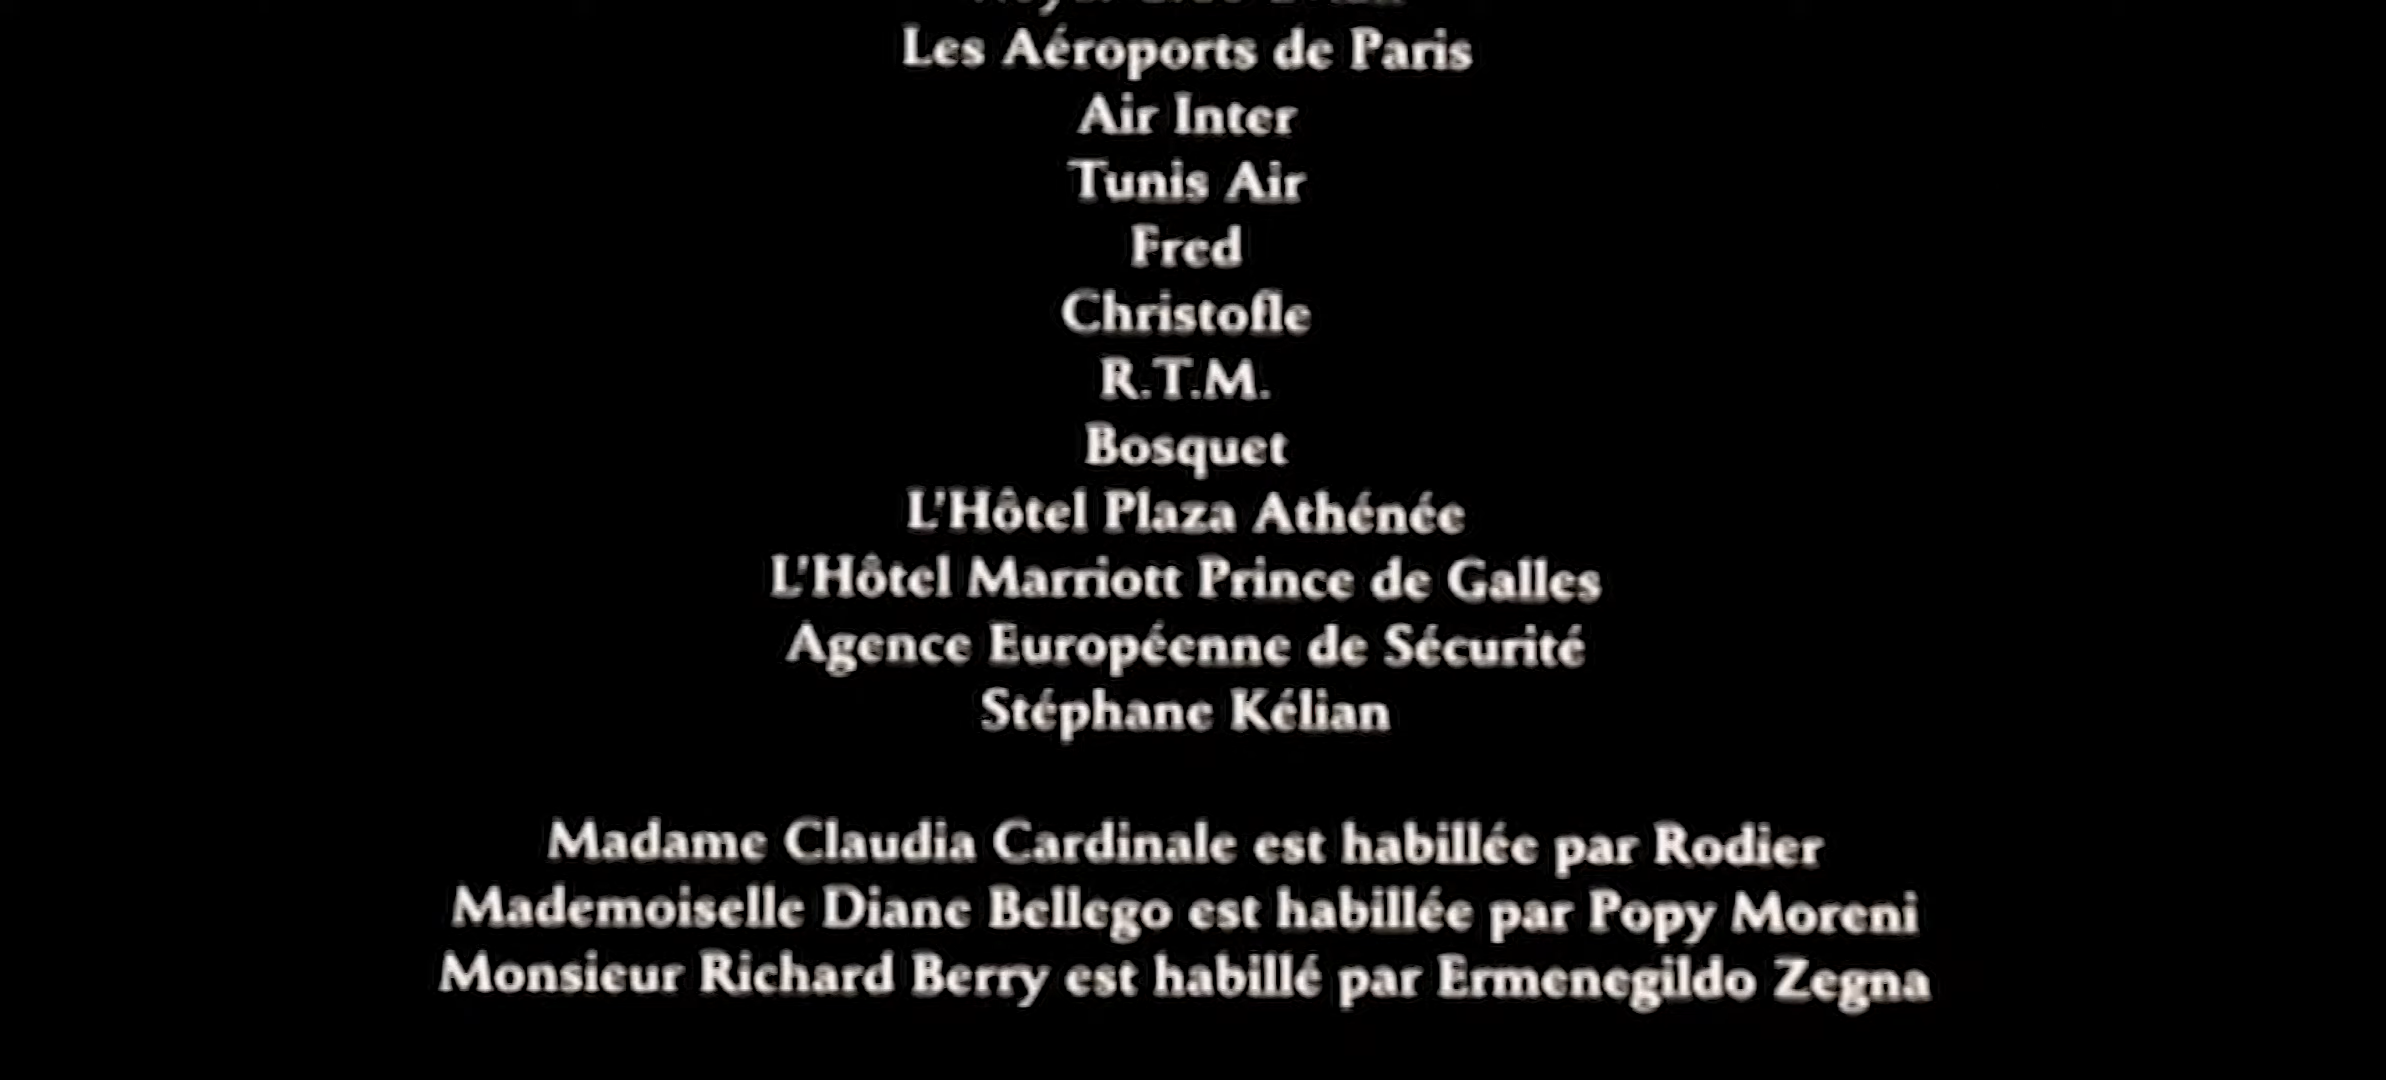 Les Aéroports de Paris
Air Inter
Tunis Air
Fred
Christofle
R.T.M.
Bosquet
L'Hôtel Plaza Athénée
L'Hôtel Marriott Prince de Galles
Agence Européenne de Sécurité
Stéphane Kélian
Madame Claudia Cardinale est habillée par Rodier
Mademoiselle Diane Bellego est habillée par Popy Moreni
Monsieur Richard Berry est habillé par Ermenegildo Zegna